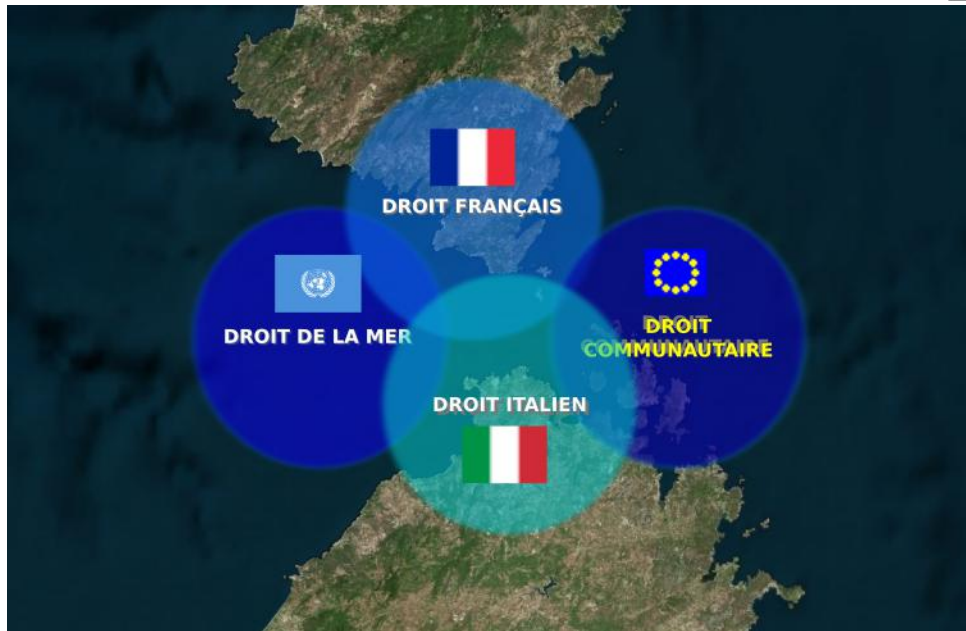 DROIT FRANÇAIS
DROIT DE LA MER
DROIT
COMMUNAUTAIRE
DROIT ITALIEN